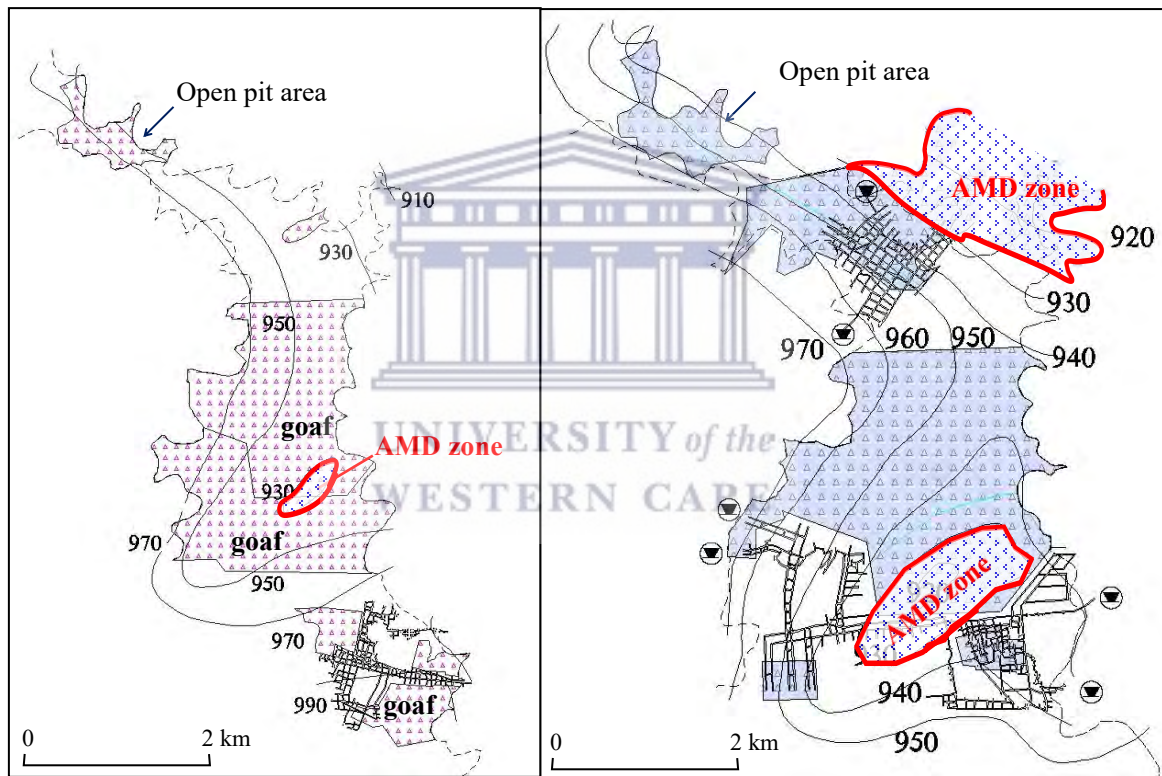 Open pit area
910
930
950
goaf
AMD zone
930
970
goaf
950
970
990
goaf
0 2 km
Open pit area
AMD zone
920
930
970 960 950
940
AMD zone
940
950
0 2 km
UNIVERSITY of the
WESTERN CAPE